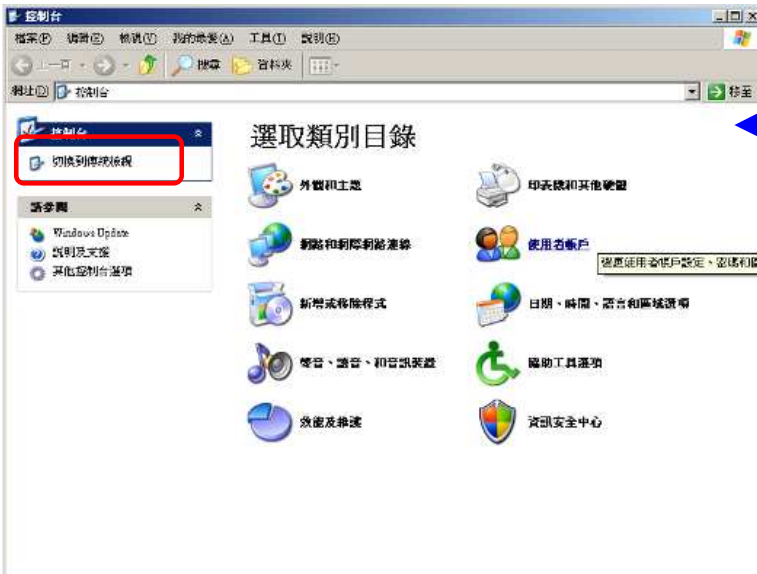 控制台
檔案(F) 編輯(E) 檢視(V) 我的最愛(A) 工具(T) 說明(H)
上一頁 搜尋 資料夾
網址(D) 控制台 移至
控制台
切換到傳統檢視
請參閱
Windows Update
說明及支援
其他控制台選項
選取類別目錄
外觀和主題
印表機和其他硬體
網路和網際網路連線
使用者帳戶
變更使用者帳戶設定、密碼和
新增或移除程式
日期、時間、語言和區域選項
聲音、語音、和音訊裝置
協助工具選項
效能及維護
資訊安全中心